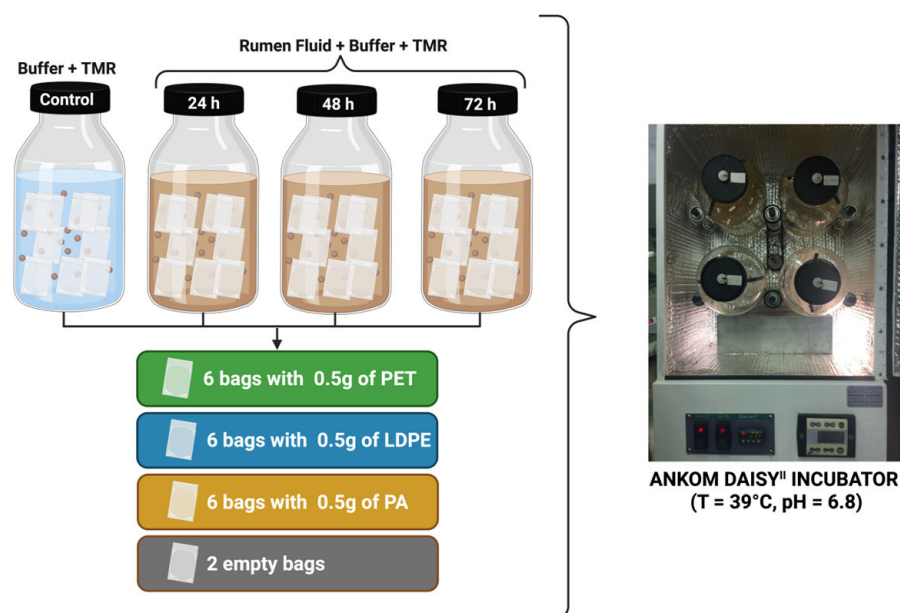 Rumen Fluid + Buffer + TMR
Buffer + TMR
Control
24 h
48 h
72 h
6 bags with 0.5g of PET
6 bags with 0.5g of LDPE
6 bags with 0.5g of PA
2 empty bags
ANKOM DAISYᴵᴵ INCUBATOR
(T = 39°C, pH = 6.8)